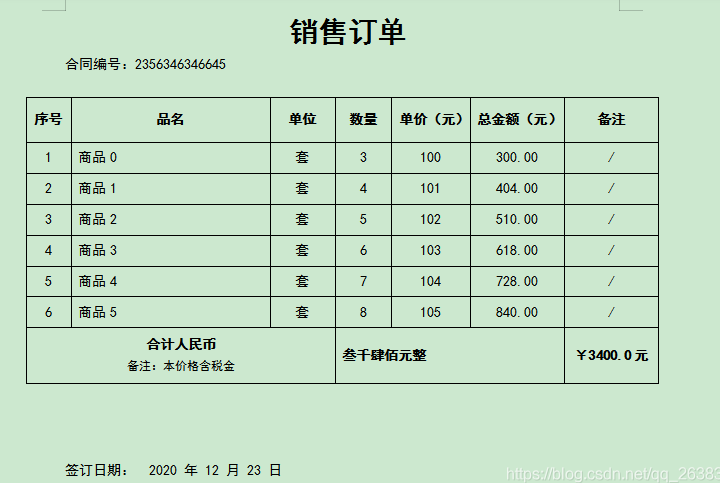 销售订单
合同编号：2356346346645
序号 品名 单位 数量 单价（元） 总金额（元） 备注
1 商品0 套 3 100 300.00 /
2 商品1 套 4 101 404.00 /
3 商品2 套 5 102 510.00 /
4 商品3 套 6 103 618.00 /
5 商品4 套 7 104 728.00 /
6 商品5 套 8 105 840.00 /
合计人民币
备注：本价格含税金
叁千肆佰元整
￥3400.0元
签订日期： 2020 年 12 月 23 日
https://blog.csdn.net/qq_26383